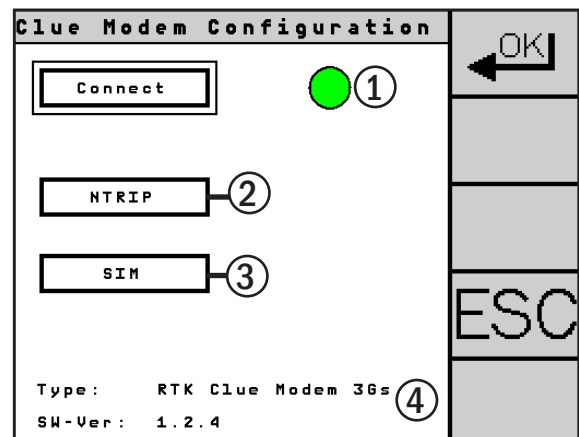 Clue Modem Configuration
OK
Connect
1
NTRIP
2
SIM
3
ESC
Type: RTK Clue Modem 3Gs
4
SW-Ver: 1.2.4